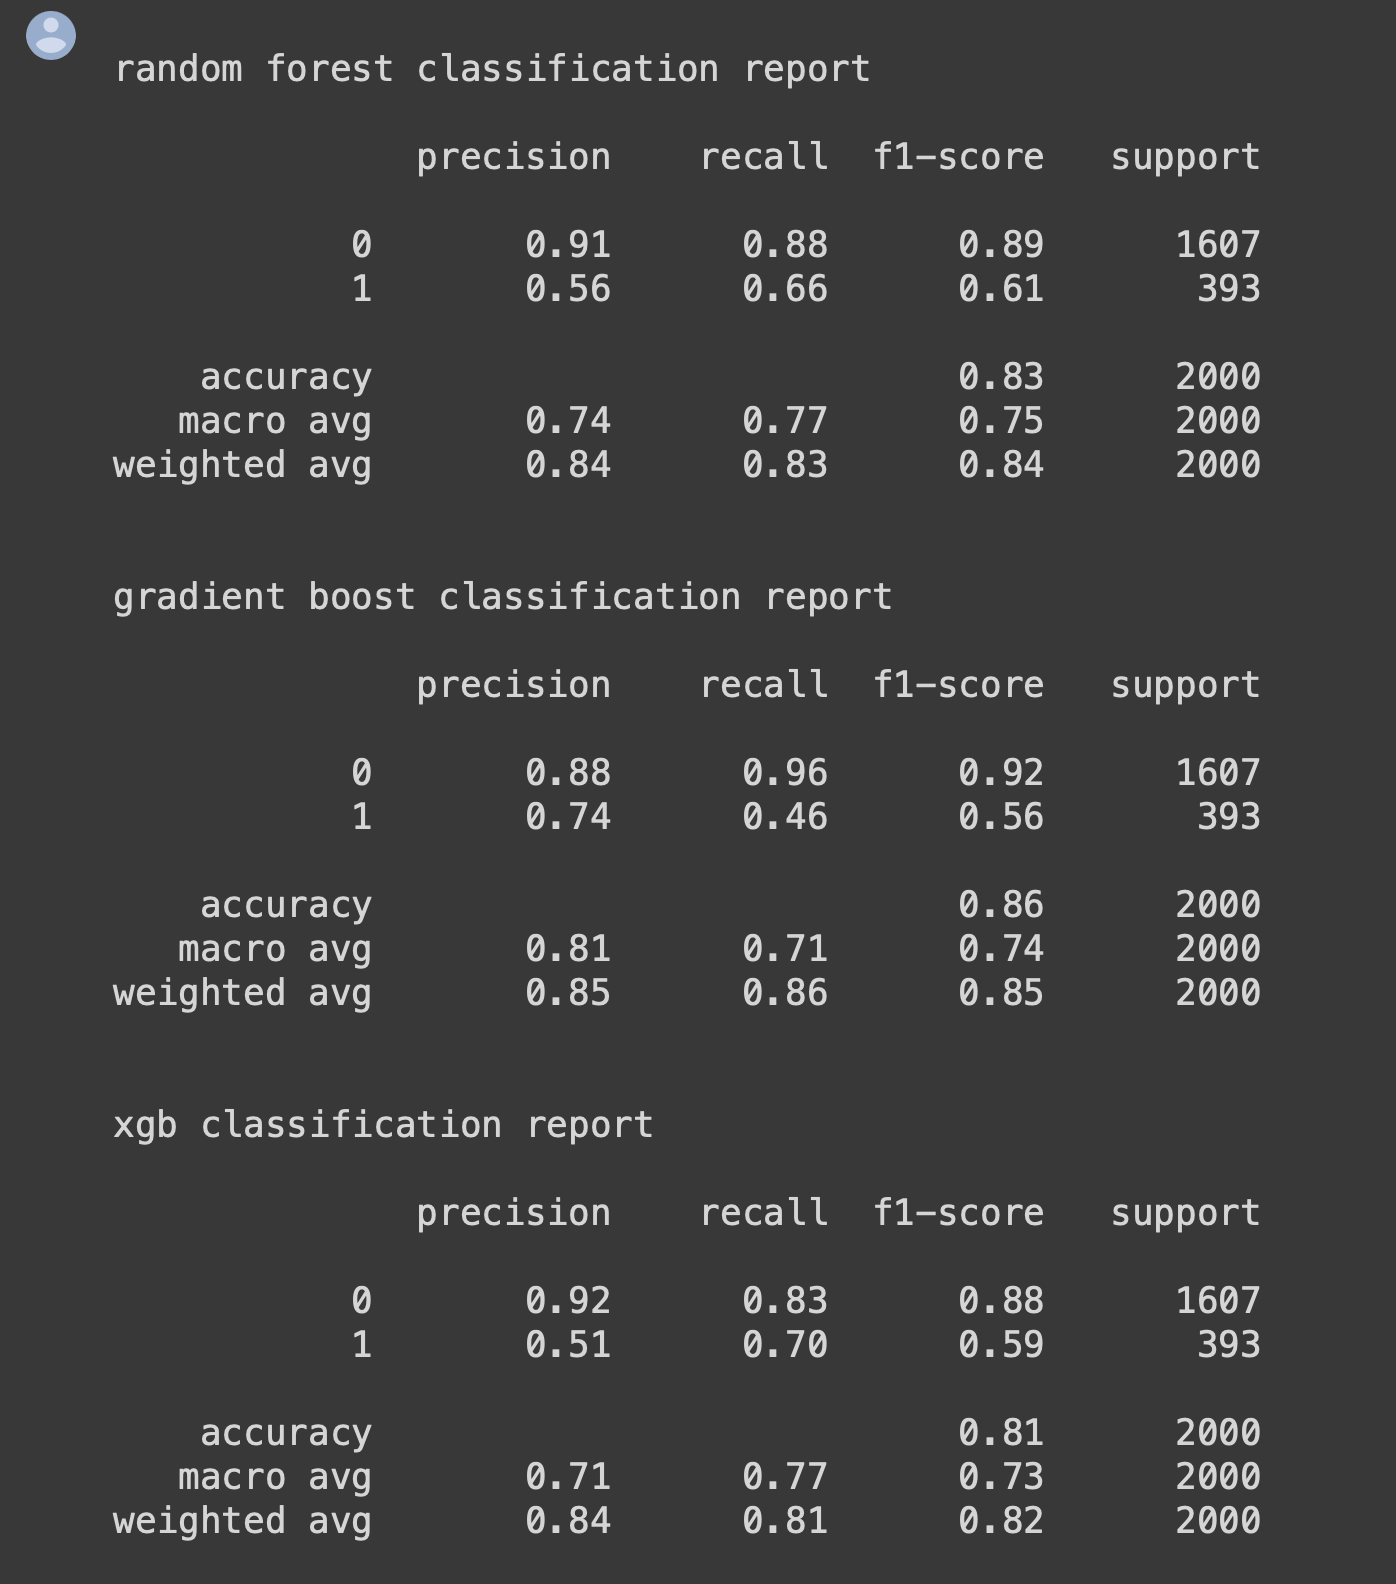 random forest classification report
precision recall f1-score support
0 0.91 0.88 0.89 1607
1 0.56 0.66 0.61 393
accuracy 0.83 2000
macro avg 0.74 0.77 0.75 2000
weighted avg 0.84 0.83 0.84 2000
gradient boost classification report
precision recall f1-score support
0 0.88 0.96 0.92 1607
1 0.74 0.46 0.56 393
accuracy 0.86 2000
macro avg 0.81 0.71 0.74 2000
weighted avg 0.85 0.86 0.85 2000
xgb classification report
precision recall f1-score support
0 0.92 0.83 0.88 1607
1 0.51 0.70 0.59 393
accuracy 0.81 2000
macro avg 0.71 0.77 0.73 2000
weighted avg 0.84 0.81 0.82 2000